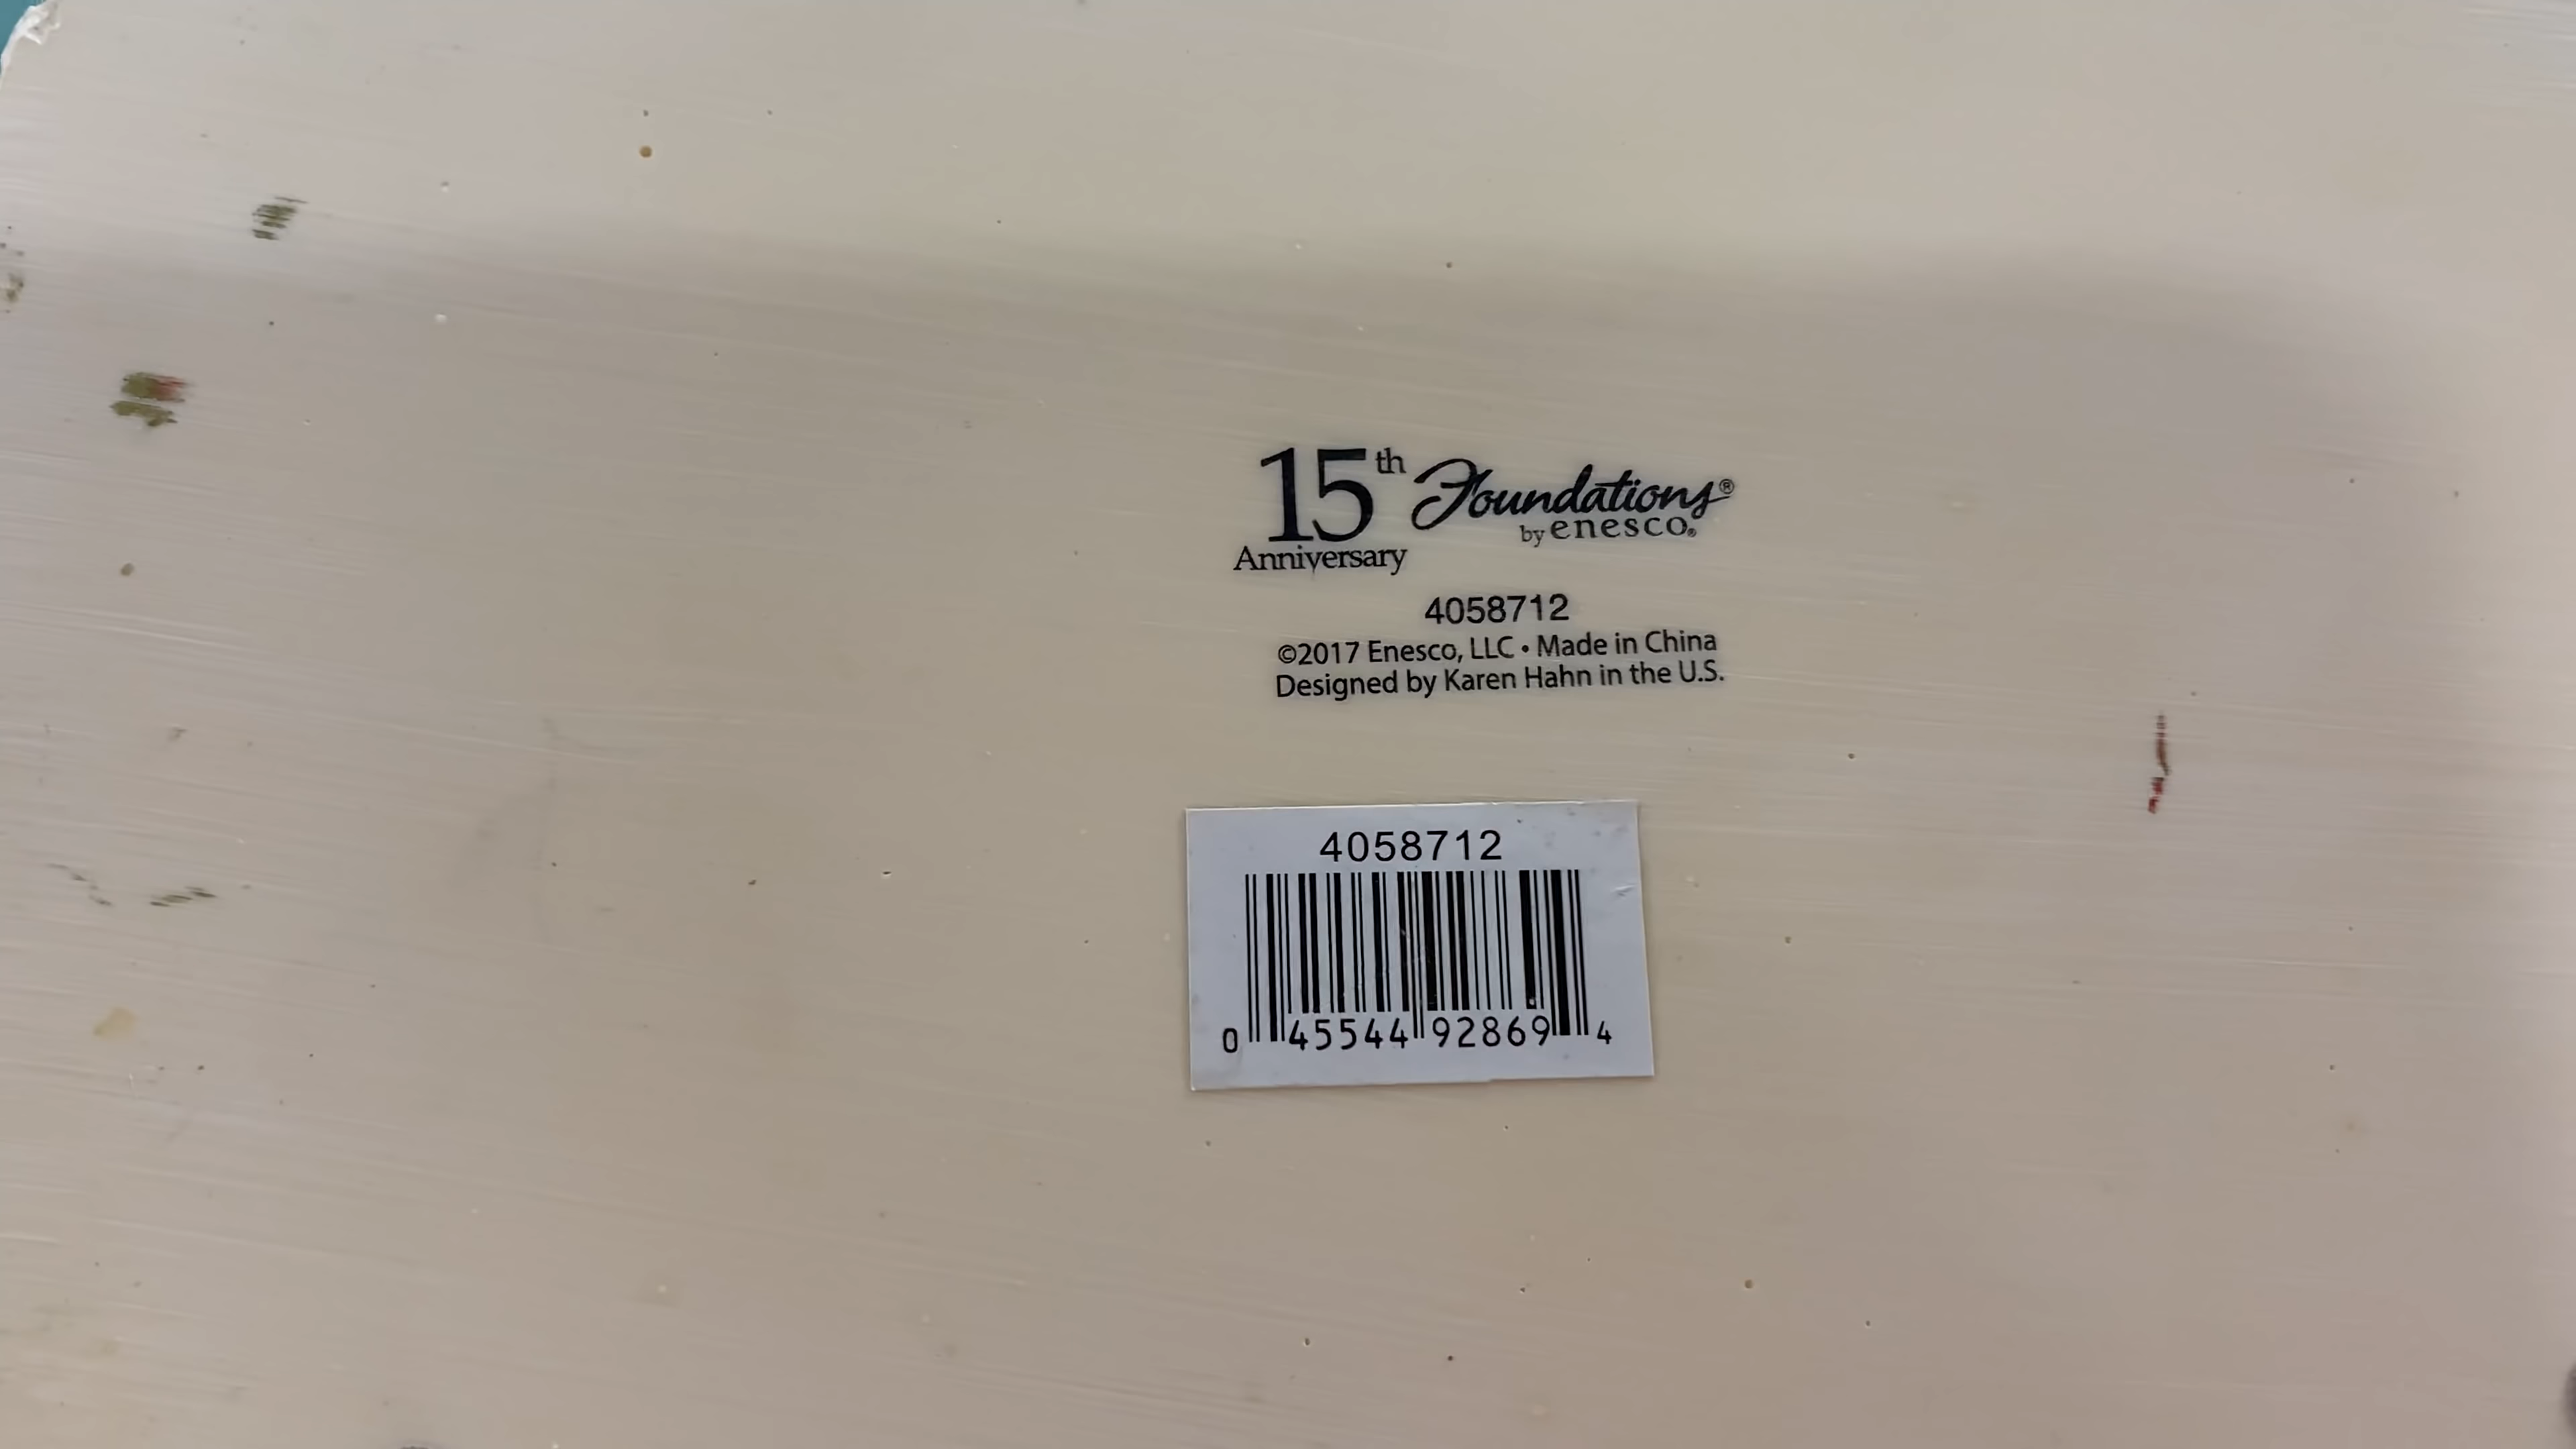 15th Foundations®
by enesco®
Anniversary
4058712
©2017 Enesco, LLC • Made in China
Designed by Karen Hahn in the U.S.
4058712
0 45544 92869 4